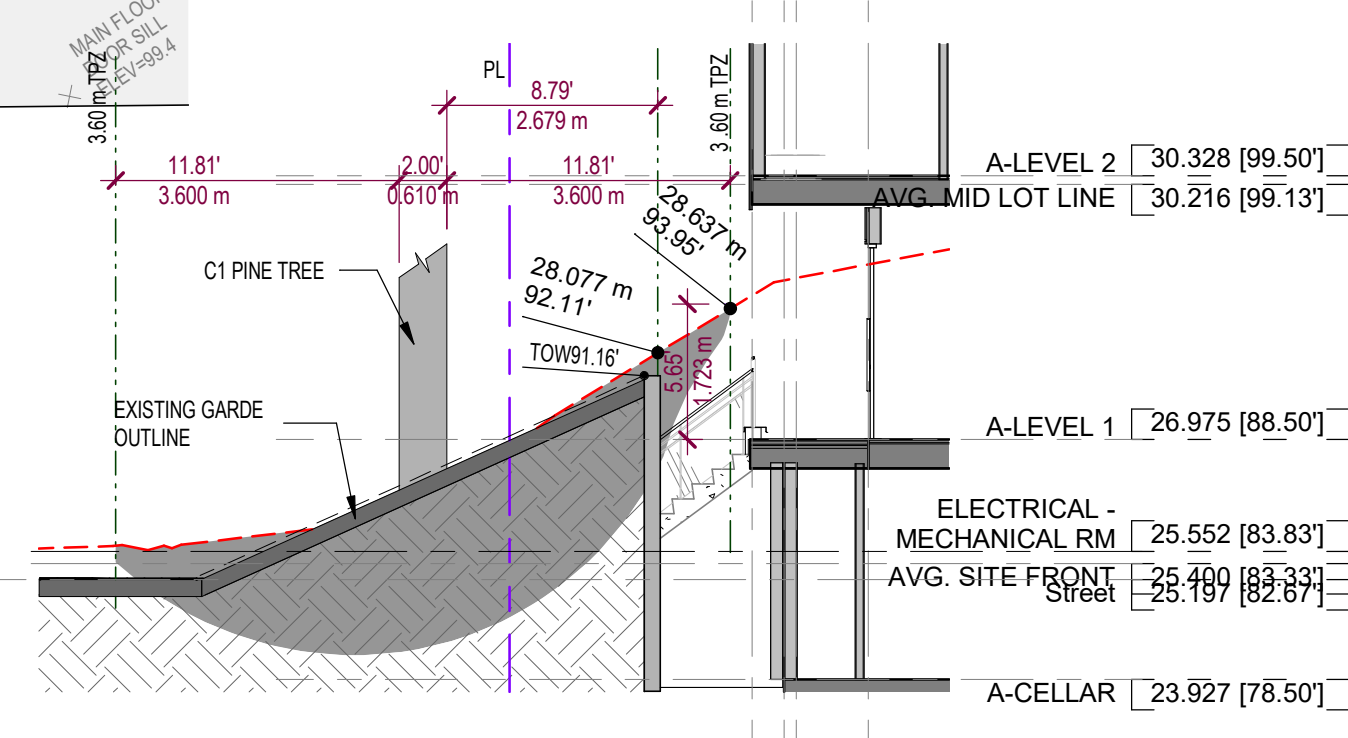 MAIN FLOOR
DOOR SILL
ELEV=99.4
3.60 m TPZ
PL
8.79'
2.679 m
3.60 m TPZ
11.81'
3.600 m
2.00'
0.610 m
11.81'
3.600 m
A-LEVEL 2 30.328 [99.50']
AVG. MID LOT LINE 30.216 [99.13']
28.637 m
93.95'
C1 PINE TREE
28.077 m
92.11'
TOW91.16'
5.65'
1.723 m
EXISTING GARDE
OUTLINE
A-LEVEL 1 26.975 [88.50']
ELECTRICAL -
MECHANICAL RM 25.552 [83.83']
AVG. SITE FRONT 25.400 [83.33']
Street 25.197 [82.67']
A-CELLAR 23.927 [78.50']